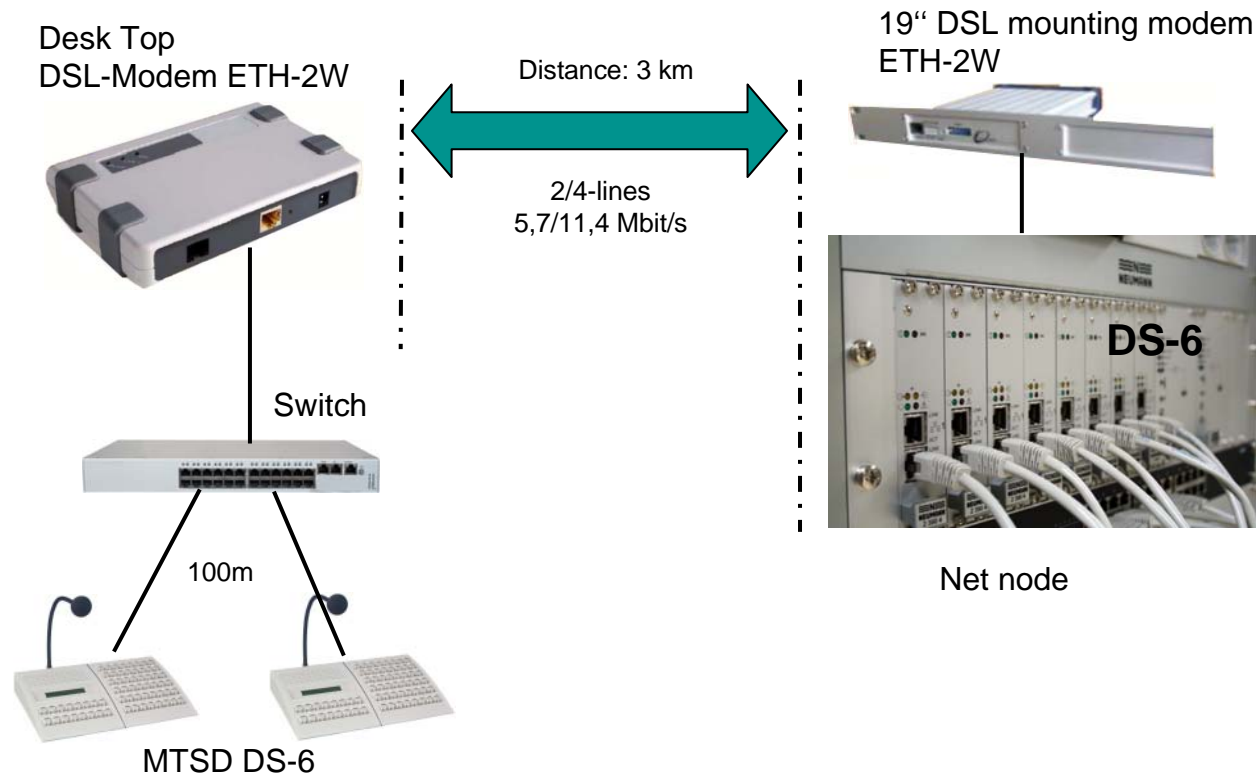 Desk Top
DSL-Modem ETH-2W
19“ DSL mounting modem
ETH-2W
Distance: 3 km
2/4-lines
5,7/11,4 Mbit/s
NEUMANN
DS-6
Switch
100m
Net node
MTSD DS-6